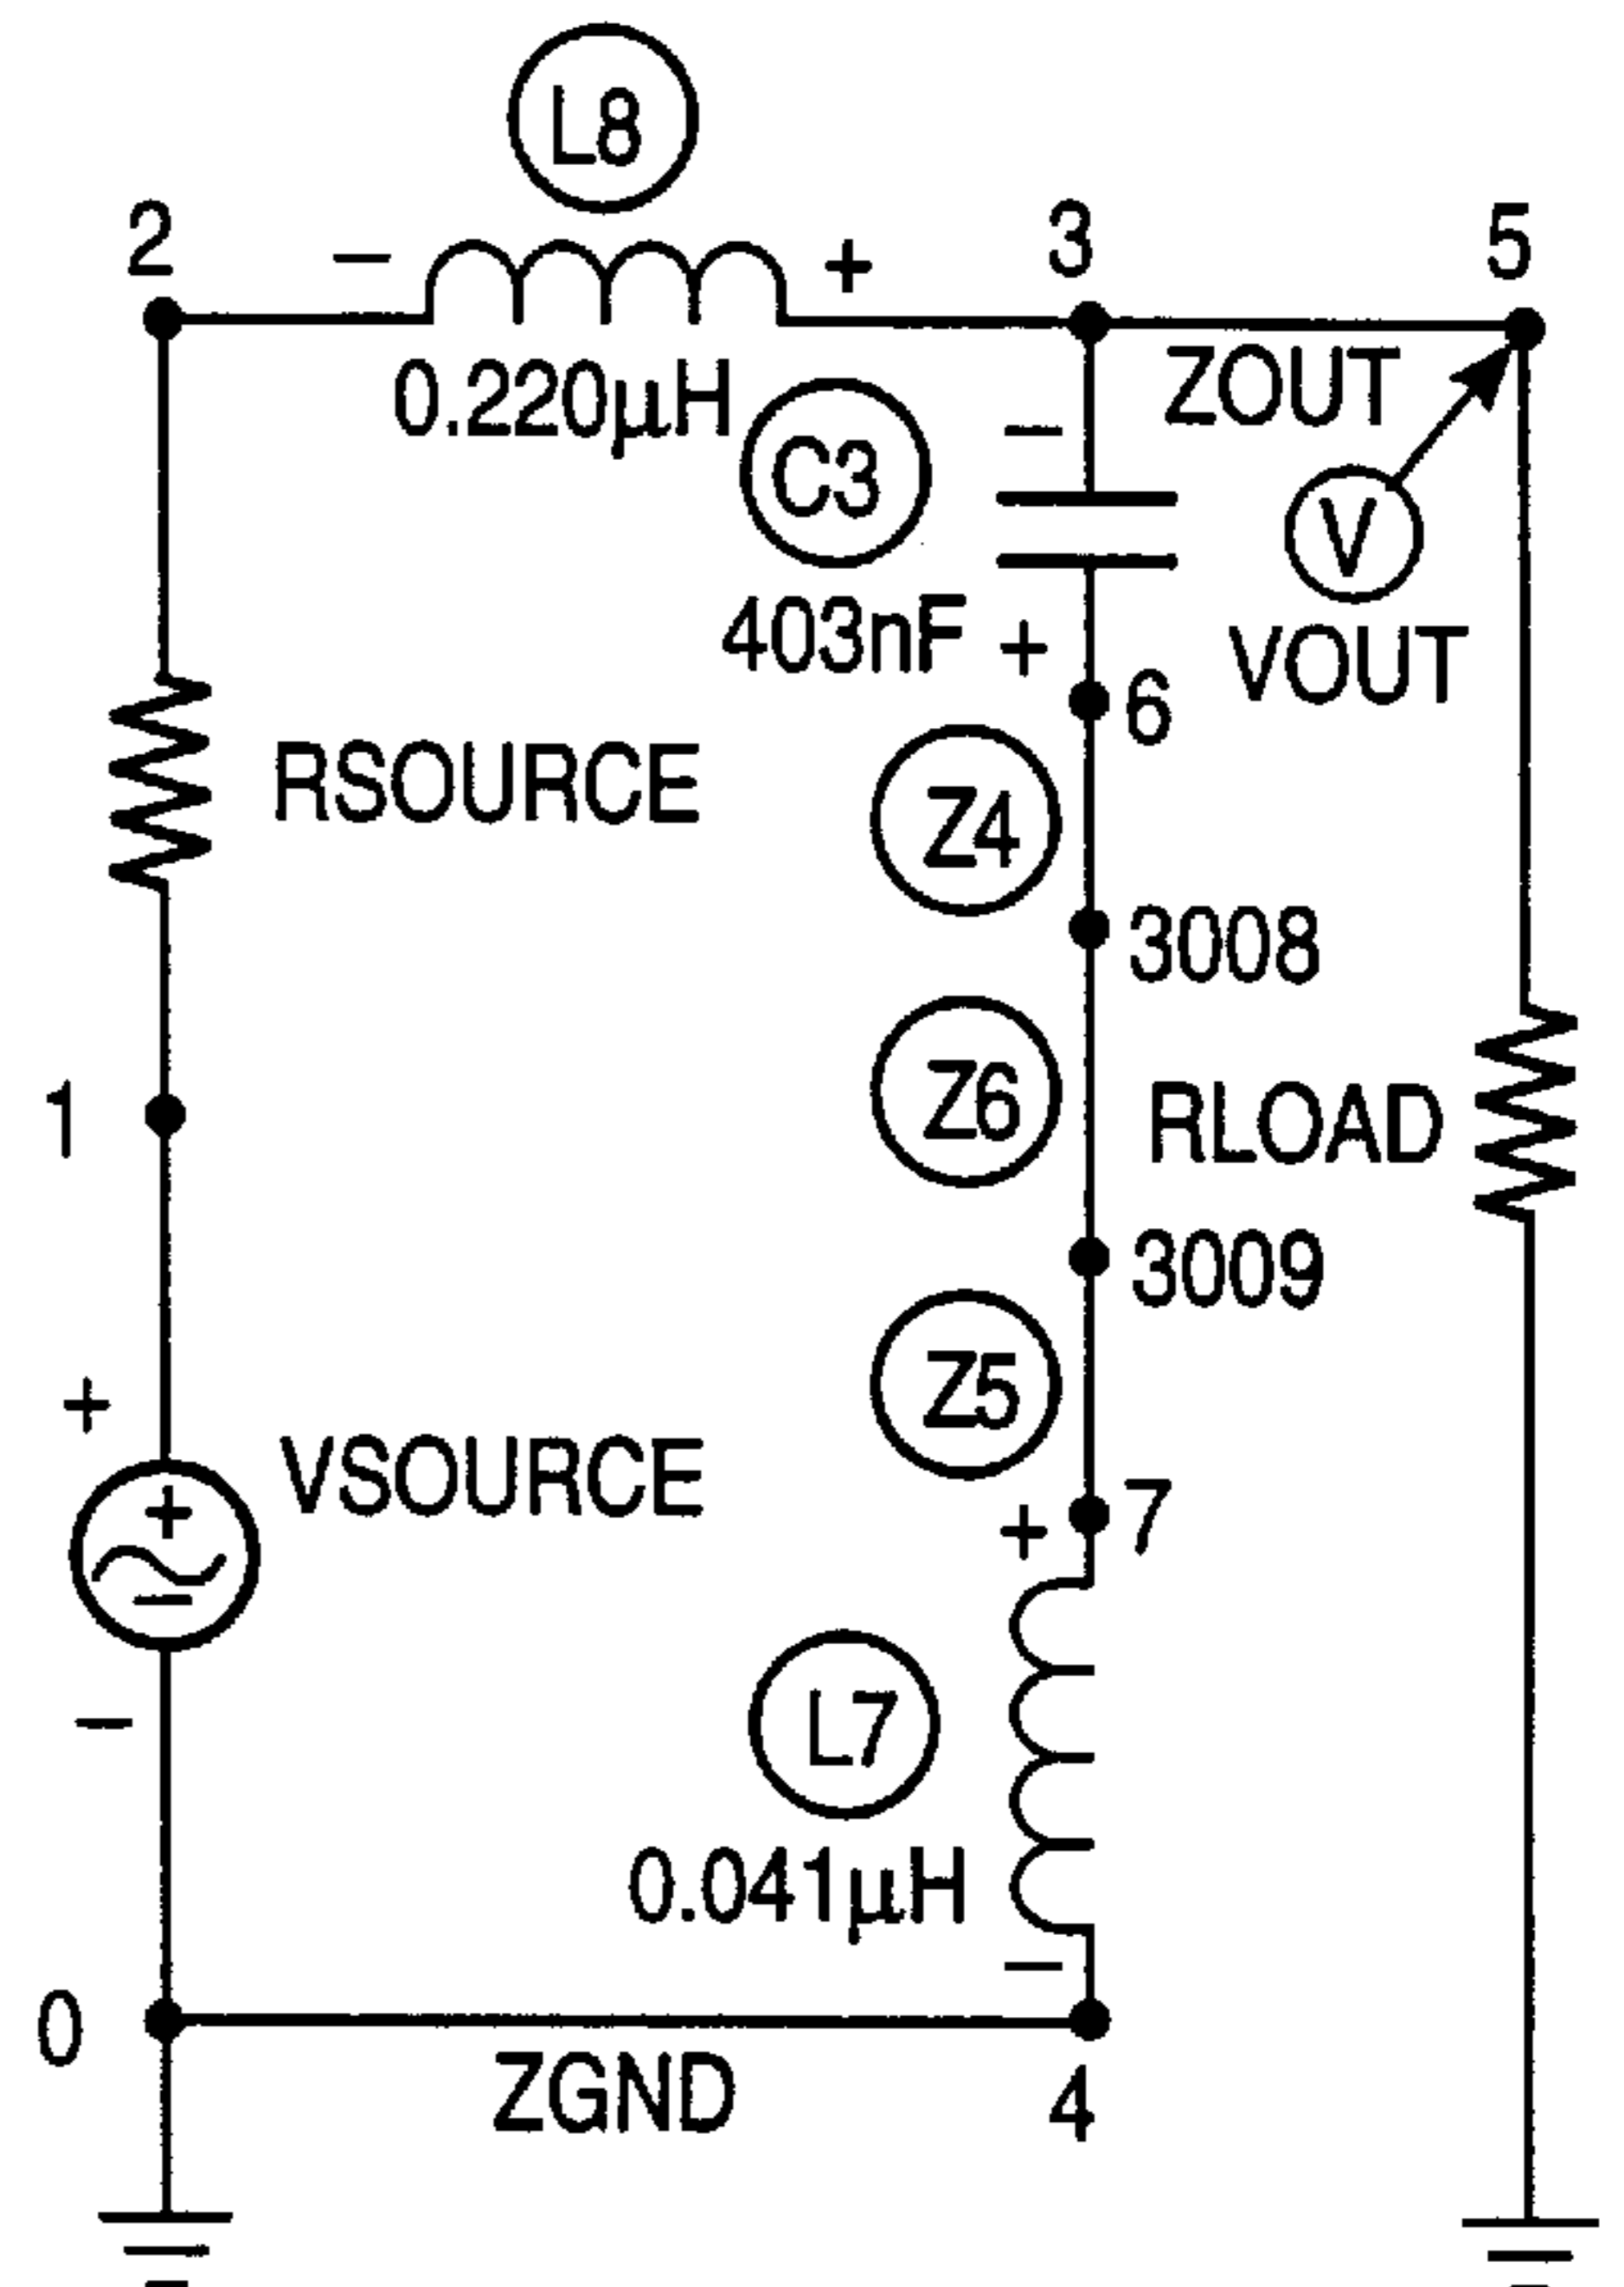 L8
2 − + 3 5
0.220µH
ZOUT
− C3
V
403nF +
VOUT
6
RSOURCE
Z4
3008
Z6
RLOAD
1
3009
Z5
+
VSOURCE
7
+
+
−
−
L7
0.041µH
−
0
ZGND
4